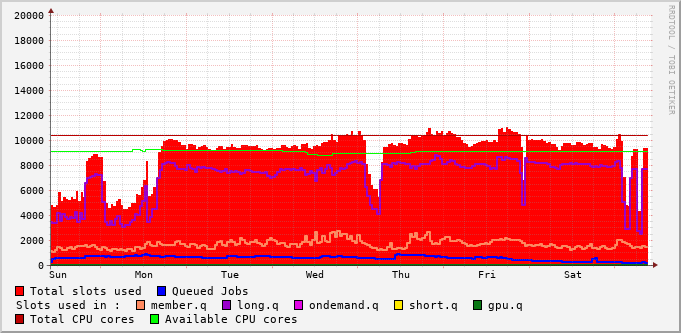 20000
18000
16000
14000
12000
10000
8000
6000
4000
2000
0
Sun Mon Tue Wed Thu Fri Sat
RRDTOOL / TOBI OETIKER
Total slots used Queued Jobs
Slots used in : member.q long.q ondemand.q short.q gpu.q
Total CPU cores Available CPU cores